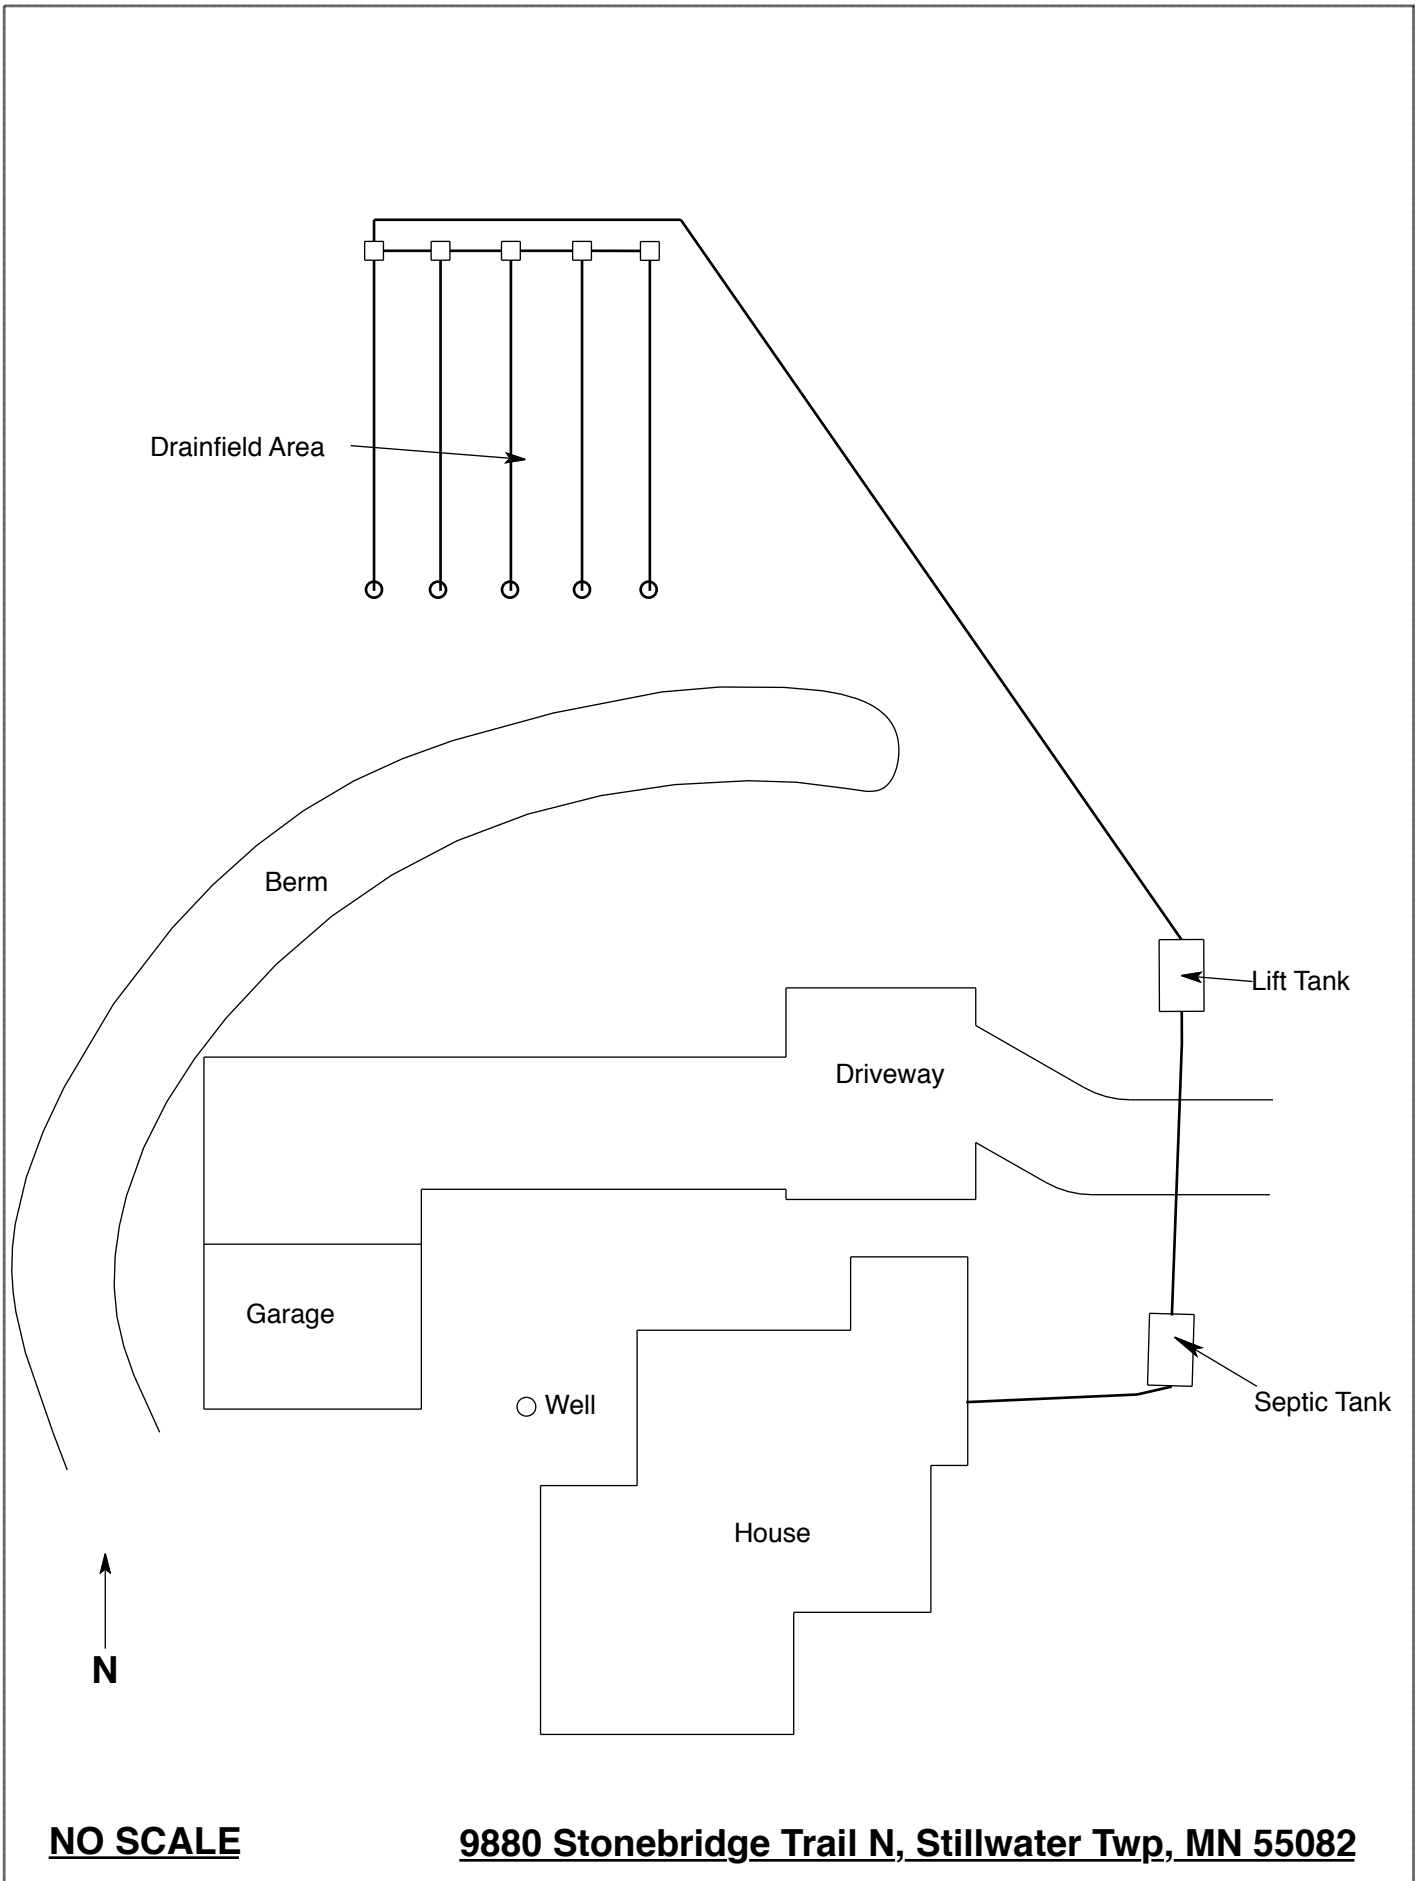 Drainfield Area
Berm
Lift Tank
Driveway
Garage
Well
Septic Tank
House
N
NO SCALE
9880 Stonebridge Trail N, Stillwater Twp, MN 55082